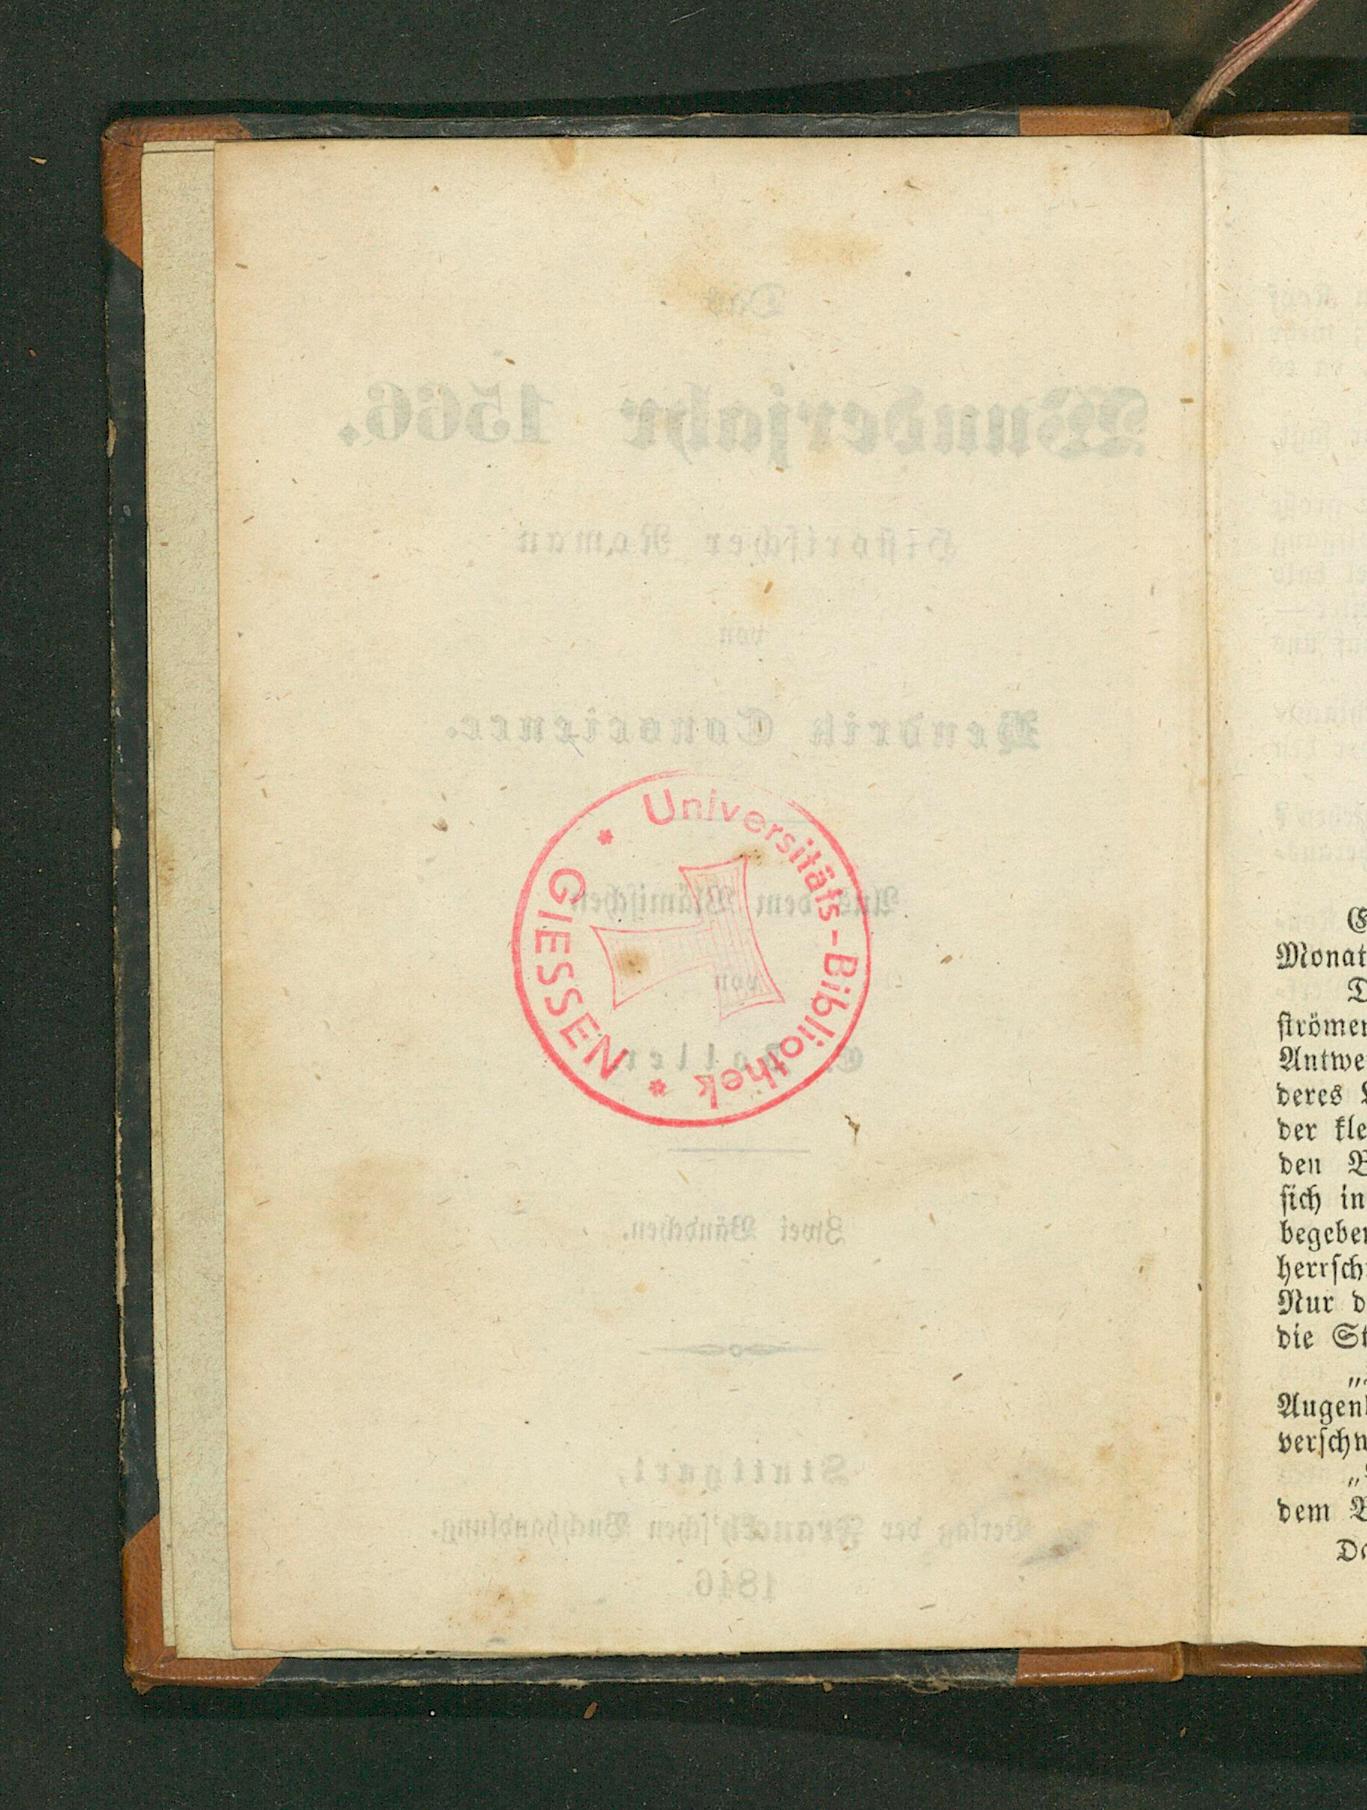 Das
Wunderjahr 1566.
Historischer Roman
von
Hendrik Conscience.
Universitäts-Bibliothek
* GIESSEN *
Aus dem Vlämischen
von
Zwei Bändchen.
Stuttgart,
Verlag der Franckh'schen Buchhandlung.
1846
Monat
strömen
Antwe
deres
der kle
den B
sich in
begeben
herrsch
Nur d
die St
Augen
verschw
dem B